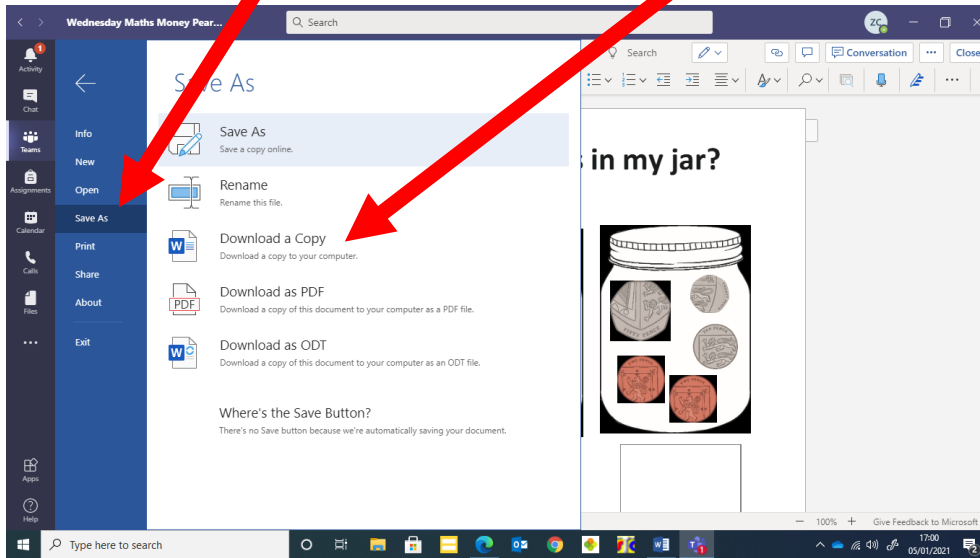 Wednesday Maths Money Pear...
Search
ZC
1
Activity
Chat
Teams
Assignments
Calendar
Calls
Files
Apps
Help
Info
New
Open
Save As
Print
Share
About
Exit
Save As
Save As
Save a copy online.
Rename
Rename this file.
Download a Copy
Download a copy to your computer.
PDF
Download as PDF
Download a copy of this document to your computer as a PDF file.
Download as ODT
Download a copy of this document to your computer as an ODT file.
Where's the Save Button?
There's no Save button because we're automatically saving your document.
Search
Conversation
Close
in my jar?
FIFTY PENCE
100%
Give Feedback to Microsoft
Type here to search
17:00
05/01/2021